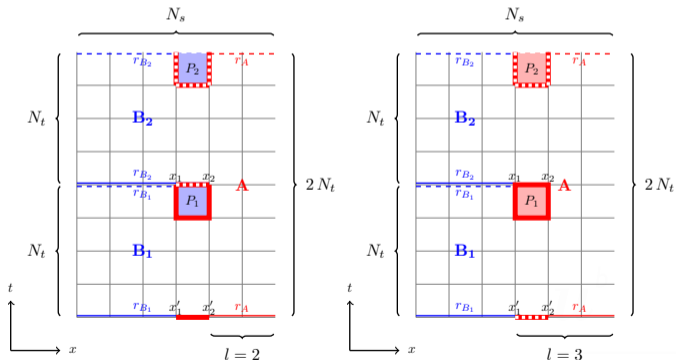 N_s
r_{B_2}
P_2
r_A
N_t
B_2
r_{B_2}
x_1
x_2
A
2 N_t
r_{B_1}
P_1
N_t
B_1
t
r_{B_1}
x'_1
x'_2
r_A
x
l = 2
N_s
r_{B_2}
P_2
r_A
N_t
B_2
r_{B_2}
x_1
x_2
A
2 N_t
r_{B_1}
P_1
N_t
B_1
t
r_{B_1}
x'_1
x'_2
r_A
x
l = 3